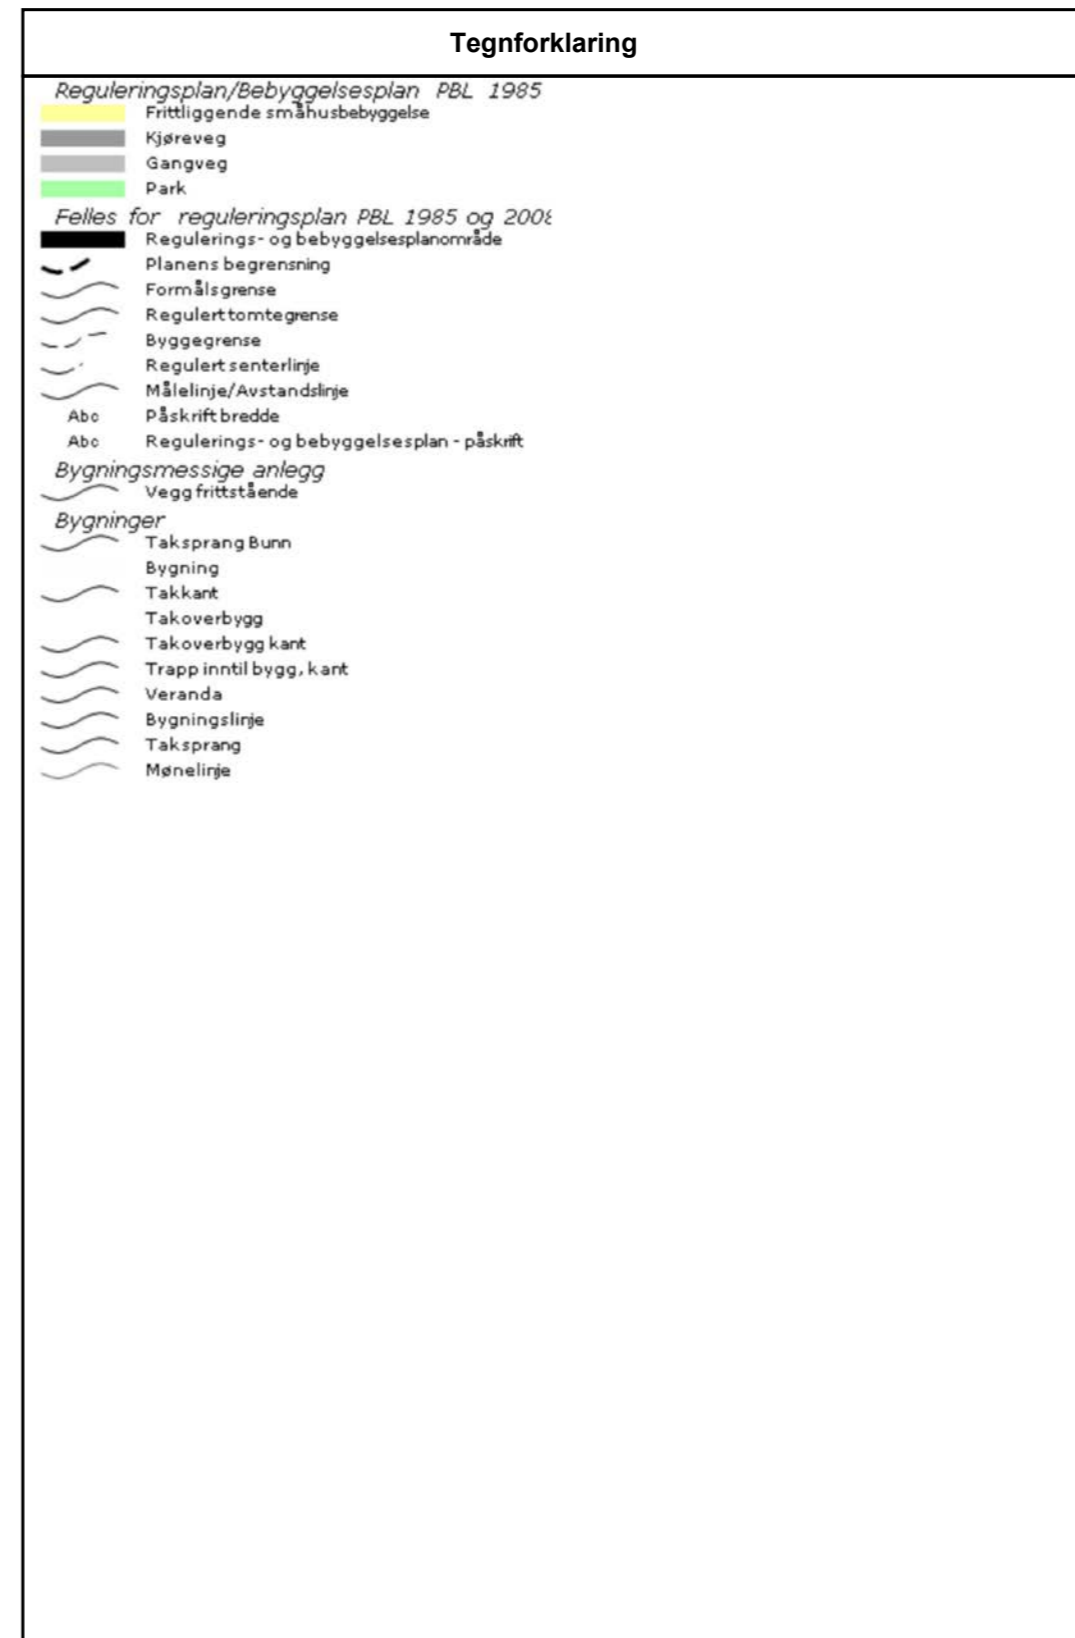 Tegnforklaring
Reguleringsplan/Bebyggelsesplan PBL 1985
Frittliggende småhusbebyggelse
Kjøreveg
Gangveg
Park
Felles for reguleringsplan PBL 1985 og 2008
Regulerings- og bebyggelsesplanområde
Planens begrensning
Formålsgrense
Regulert tomtegrense
Byggegrense
Regulert senterlinje
Målelinje/Avstandslinje
Abc Påskrift bredde
Abc Regulerings- og bebyggelsesplan - påskrift
Bygningsmessige anlegg
Vegg frittstående
Bygninger
Taksprang Bunn
Bygning
Takkant
Takoverbygg
Takoverbygg kant
Trapp inntil bygg, kant
Veranda
Bygningslinje
Taksprang
Mønelinje